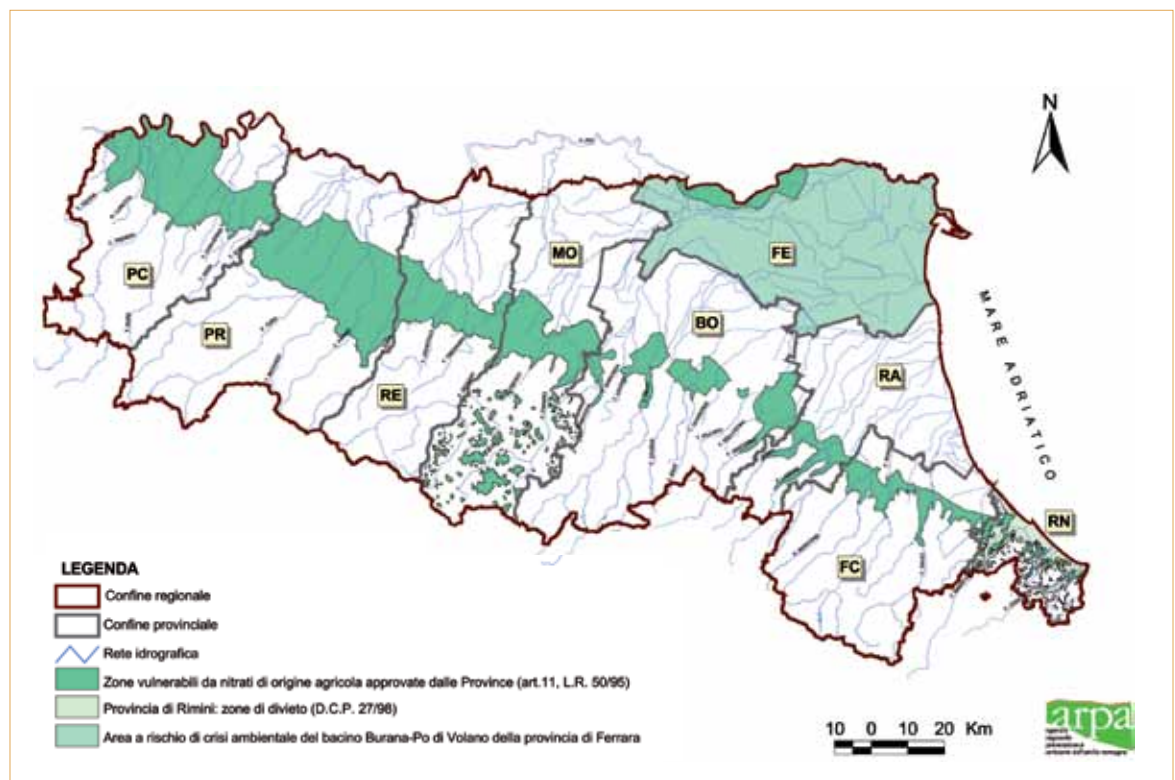 N
PC
PR
RE
MO
BO
FE
RA
FC
RN
MARE ADRIATICO
LEGENDA
Confine regionale
Confine provinciale
Rete idrografica
Zone vulnerabili da nitrati di origine agricola approvate dalle Province (art.11, L.R. 50/95)
Provincia di Rimini: zone di divieto (D.C.P. 27/98)
Area a rischio di crisi ambientale del bacino Burana-Po di Volano della provincia di Ferrara
10 0 10 20 Km
arpa
agenzia
regionale